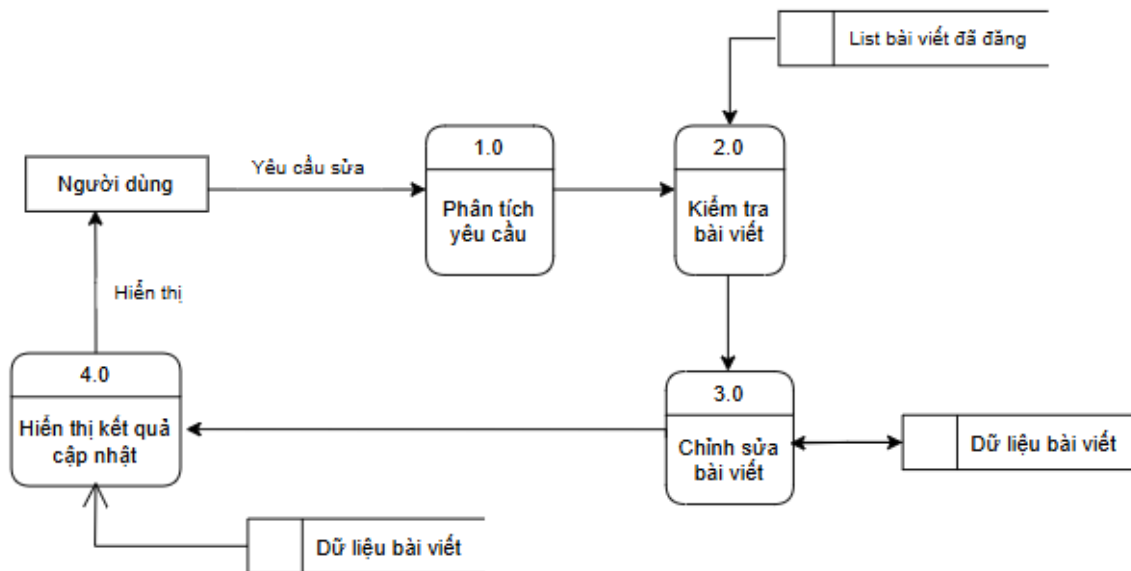 List bài viết đã đăng
1.0
2.0
Yêu cầu sửa
Người dùng
Phân tích
yêu cầu
Kiểm tra
bài viết
Hiển thị
4.0
3.0
Hiển thị kết quả
cập nhật
Chỉnh sửa
bài viết
Dữ liệu bài viết
Dữ liệu bài viết